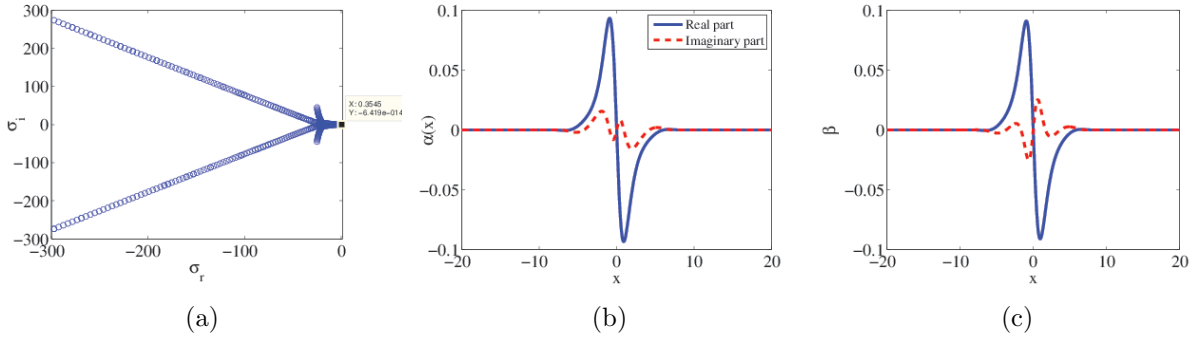 300
200
100
0
−100
−200
−300
σi
−300
−200
−100
0
σr
X: 0.3545
Y: −6.419e−014
(a)
0.1
0.05
0
−0.05
−0.1
α(x)
−20
−10
0
10
20
x
Real part
Imaginary part
(b)
0.1
0.05
0
−0.05
−0.1
β
−20
−10
0
10
20
x
(c)